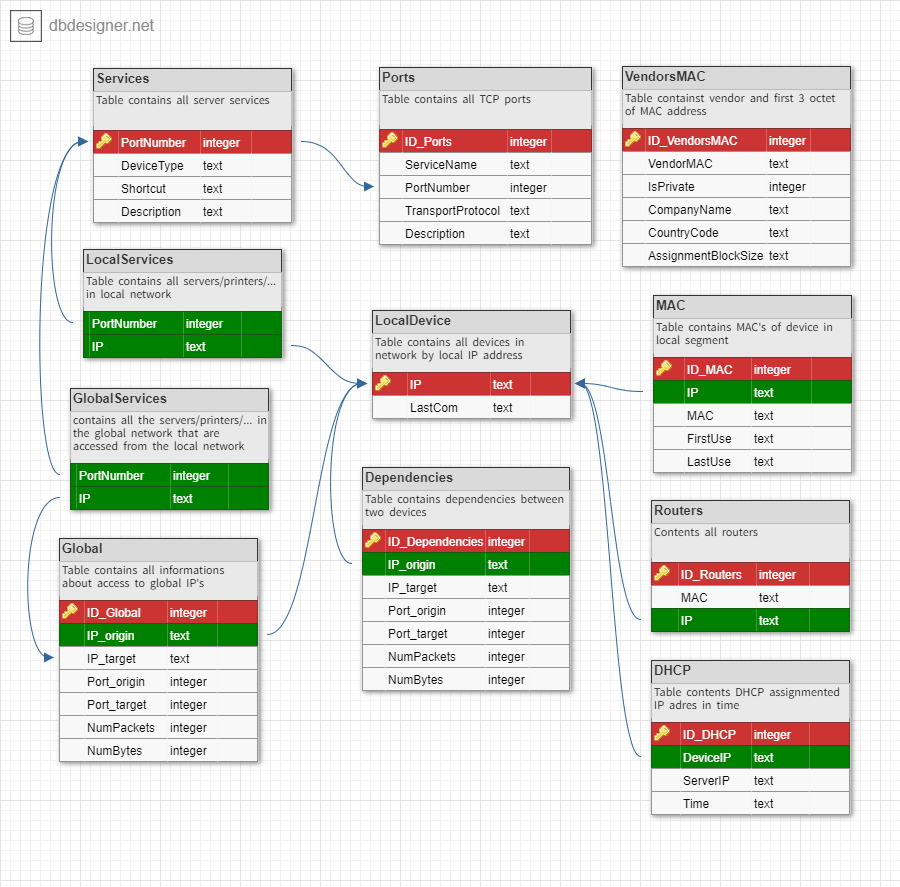 dbdesigner.net
Services
Table contains all server services
PortNumber integer
DeviceType text
Shortcut text
Description text
Ports
Table contains all TCP ports
ID_Ports integer
ServiceName text
PortNumber integer
TransportProtocol text
Description text
VendorsMAC
Table containst vendor and first 3 octet
of MAC address
ID_VendorsMAC integer
VendorMAC text
IsPrivate integer
CompanyName text
CountryCode text
AssignmentBlockSize text
LocalServices
Table contains all servers/printers/...
in local network
PortNumber integer
IP text
LocalDevice
Table contains all devices in
network by local IP address
IP text
LastCom text
MAC
Table contains MAC's of device in
local segment
ID_MAC integer
IP text
MAC text
FirstUse text
LastUse text
GlobalServices
contains all the servers/printers/... in
the global network that are
accessed from the local network
PortNumber integer
IP text
Dependencies
Table contains dependencies between
two devices
ID_Dependencies integer
IP_origin text
IP_target text
Port_origin integer
Port_target integer
NumPackets integer
NumBytes integer
Routers
Contents all routers
ID_Routers integer
MAC text
IP text
Global
Table contains all informations
about access to global IP's
ID_Global integer
IP_origin text
IP_target text
Port_origin integer
Port_target integer
NumPackets integer
NumBytes integer
DHCP
Table contents DHCP assignmented
IP adres in time
ID_DHCP integer
DeviceIP text
ServerIP text
Time text